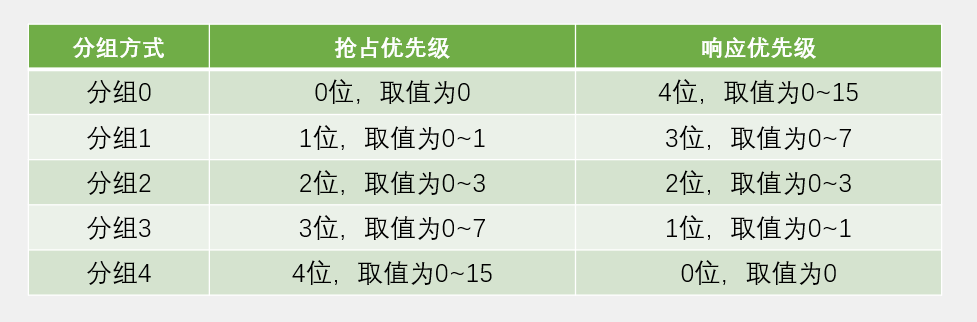 分组方式 抢占优先级 响应优先级
分组0 0位，取值为0 4位，取值为0~15
分组1 1位，取值为0~1 3位，取值为0~7
分组2 2位，取值为0~3 2位，取值为0~3
分组3 3位，取值为0~7 1位，取值为0~1
分组4 4位，取值为0~15 0位，取值为0